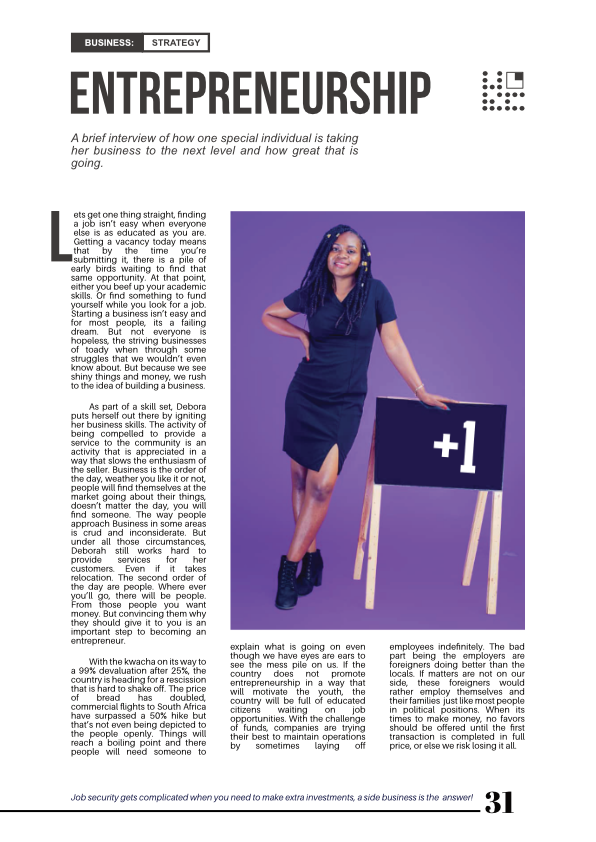 BUSINESS: STRATEGY
ENTREPRENEURSHIP
A brief interview of how one special individual is taking
her business to the next level and how great that is
going.
Lets get one thing straight, finding
a job isn't easy when everyone
else is as educated as you are.
Getting a vacancy today means
that by the time you're
submitting it, there is a pile of
early birds waiting to find that
same opportunity. At that point,
either you beef up your academic
skills. Or find something to fund
yourself while you look for a job.
Starting a business isn't easy and
for most people, its a failing
dream. But not everyone is
hopeless, the striving businesses
of toady when through some
struggles that we wouldn't even
know about. But because we see
shiny things and money, we rush
to the idea of building a business.
As part of a skill set, Debora
puts herself out there by igniting
her business skills. The activity of
being compelled to provide a
service to the community is an
activity that is appreciated in a
way that slows the enthusiasm of
the seller. Business is the order of
the day, weather you like it or not,
people will find themselves at the
market going about their things,
doesn't matter the day, you will
find someone. The way people
approach Business in some areas
is crud and inconsiderate. But
under all those circumstances,
Deborah still works hard to
provide services for her
customers. Even if it takes
relocation. The second order of
the day are people. Where ever
you'll go, there will be people.
From those people you want
money. But convincing them why
they should give it to you is an
important step to becoming an
entrepreneur.
With the kwacha on its way to
a 99% devaluation after 25%, the
country is heading for a rescission
that is hard to shake off. The price
of bread has doubled,
commercial flights to South Africa
have surpassed a 50% hike but
that's not even being depicted to
the people openly. Things will
reach a boiling point and there
people will need someone to
+1
explain what is going on even
though we have eyes are ears to
see the mess pile on us. If the
country does not promote
entrepreneurship in a way that
will motivate the youth, the
country will be full of educated
citizens waiting on job
opportunities. With the challenge
of funds, companies are trying
their best to maintain operations
by sometimes laying off
employees indefinitely. The bad
part being the employers are
foreigners doing better than the
locals. If matters are not on our
side, these foreigners would
rather employ themselves and
their families just like most people
in political positions. When its
times to make money, no favors
should be offered until the first
transaction is completed in full
price, or else we risk losing it all.
Job security gets complicated when you need to make extra investments, a side business is the answer!
31